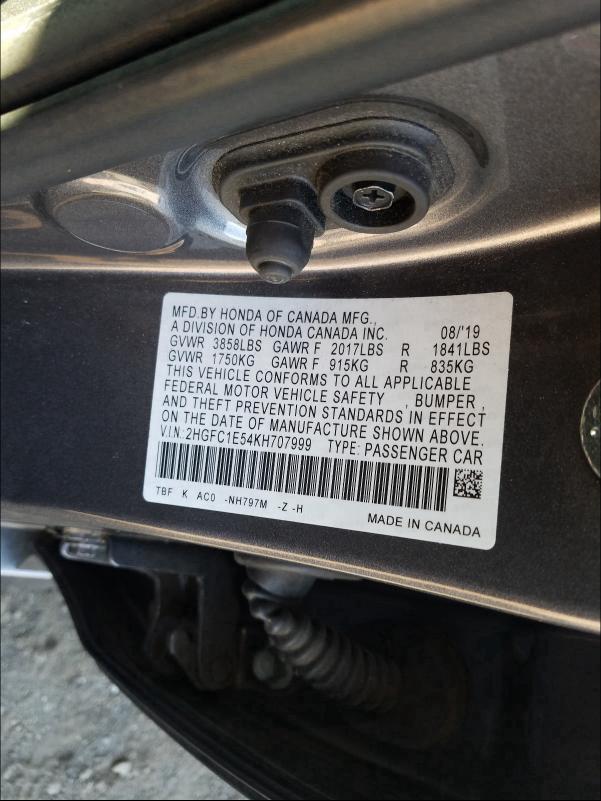 MFD.BY HONDA OF CANADA MFG.,
A DIVISION OF HONDA CANADA INC. 08/'19
GVWR 3858LBS GAWR F 2017LBS R 1841LBS
GVWR 1750KG GAWR F 915KG R 835KG
THIS VEHICLE CONFORMS TO ALL APPLICABLE
FEDERAL MOTOR VEHICLE SAFETY , BUMPER ,
AND THEFT PREVENTION STANDARDS IN EFFECT
ON THE DATE OF MANUFACTURE SHOWN ABOVE.
V.I.N.:2HGFC1E54KH707999 TYPE: PASSENGER CAR
TBF K AC0 -NH797M -Z -H
MADE IN CANADA